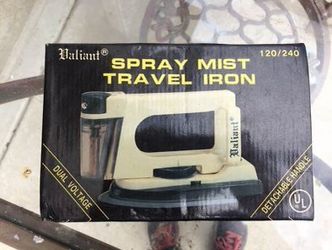 Valiant®
120/240
SPRAY MIST
TRAVEL IRON
Valiant®
DUAL VOLTAGE
DETACHABLE HANDLE
UL